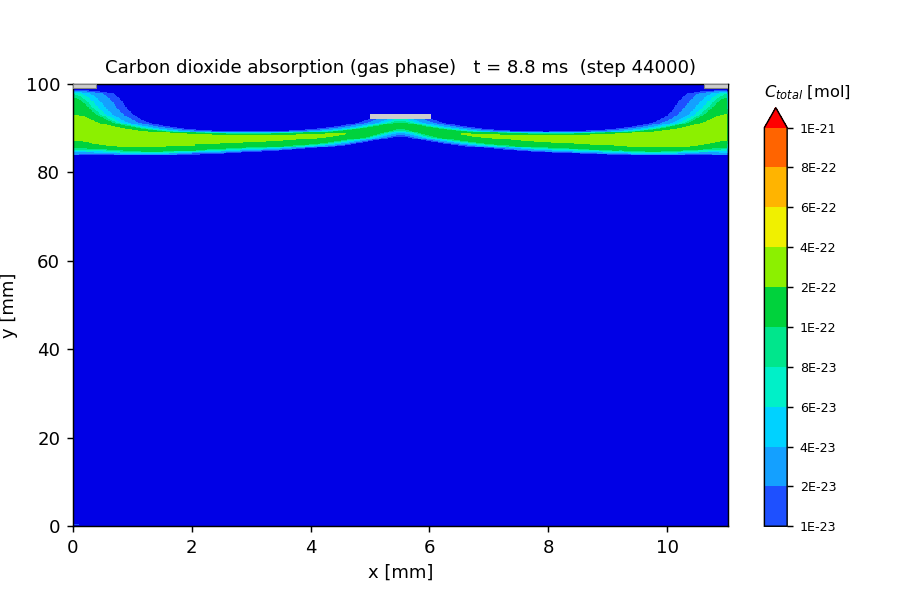 Carbon dioxide absorption (gas phase)   t = 8.8 ms  (step 44000)
C_total [mol]
100
80
60
40
20
0
y [mm]
0 2 4 6 8 10
x [mm]
1E-21
8E-22
6E-22
4E-22
2E-22
1E-22
8E-23
6E-23
4E-23
2E-23
1E-23